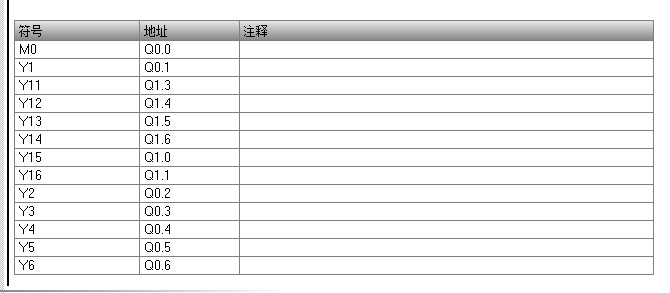 符号 地址 注释
M0 Q0.0
Y1 Q0.1
Y11 Q1.3
Y12 Q1.4
Y13 Q1.5
Y14 Q1.6
Y15 Q1.0
Y16 Q1.1
Y2 Q0.2
Y3 Q0.3
Y4 Q0.4
Y5 Q0.5
Y6 Q0.6